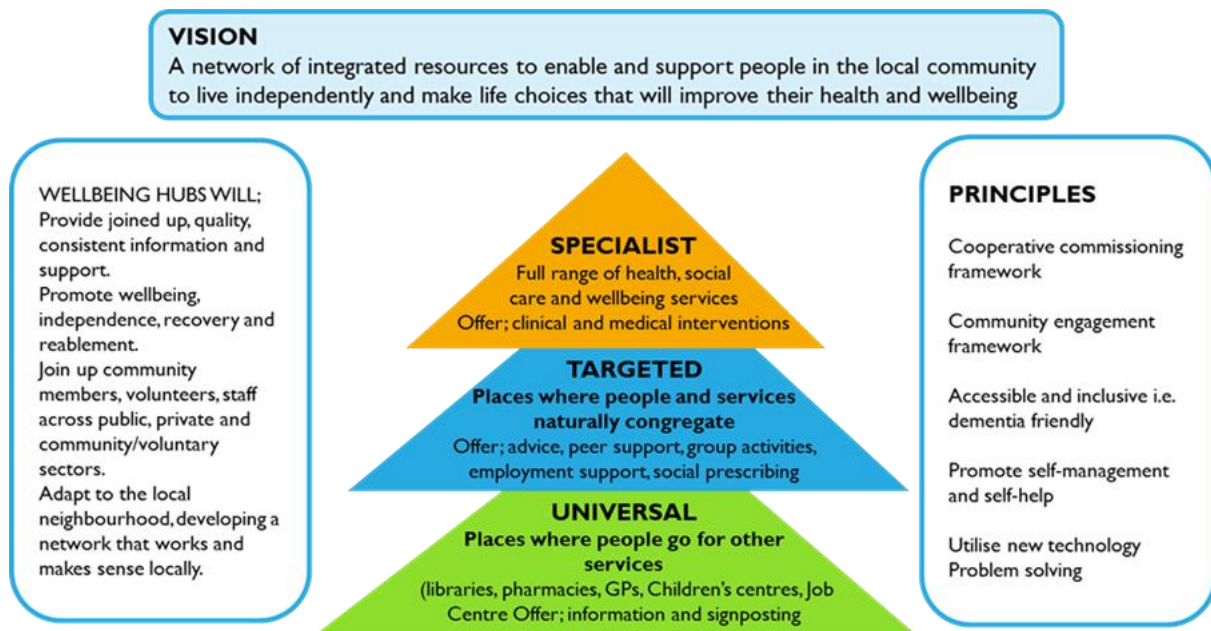 VISION
A network of integrated resources to enable and support people in the local community
to live independently and make life choices that will improve their health and wellbeing
WELLBEING HUBS WILL;
Provide joined up, quality,
consistent information and
support.
Promote wellbeing,
independence, recovery and
reablement.
Join up community
members, volunteers, staff
across public, private and
community/voluntary
sectors.
Adapt to the local
neighbourhood, developing a
network that works and
makes sense locally.
SPECIALIST
Full range of health, social
care and wellbeing services
Offer; clinical and medical interventions
TARGETED
Places where people and services
naturally congregate
Offer; advice, peer support, group activities,
employment support, social prescribing
UNIVERSAL
Places where people go for other
services
(libraries, pharmacies, GPs, Children's centres, Job
Centre Offer; information and signposting
PRINCIPLES
Cooperative commissioning
framework
Community engagement
framework
Accessible and inclusive i.e.
dementia friendly
Promote self-management
and self-help
Utilise new technology
Problem solving